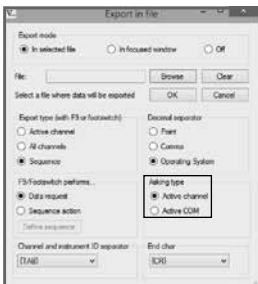 Export in file
Export mode
In selected file
In focused window
Off
File:
Browse
Clear
Select a file where data will be exported
OK
Cancel
Export type (with F9 or footswitch)
Decimal separator
Active channel
Point
All channels
Comma
Sequence
Operating System
F9/Footswitch performs...
Asking type
Data request
Active channel
Sequence action
Active COM
Define sequence
Channel and instrument ID separator
End char
[TAB]
[CR]